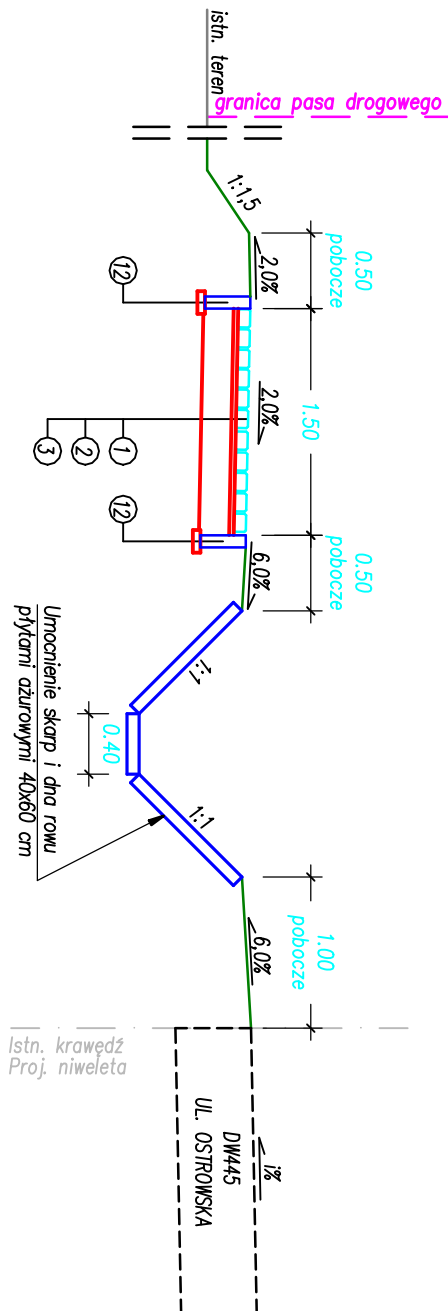 istn. teren
granica pasa drogowego
1:1,5
0.50
pobocze
2,0%
12
1.50
2,0%
1
2
3
12
0.50
pobocze
6,0%
1:1
0.40
Umocnienie skarp i dna rowu
płytami ażurowymi 40x60 cm
1:1
1.00
pobocze
6,0%
Istn. krawędź
Proj. niweleta
i%
DW445
UL. OSTROWSKA